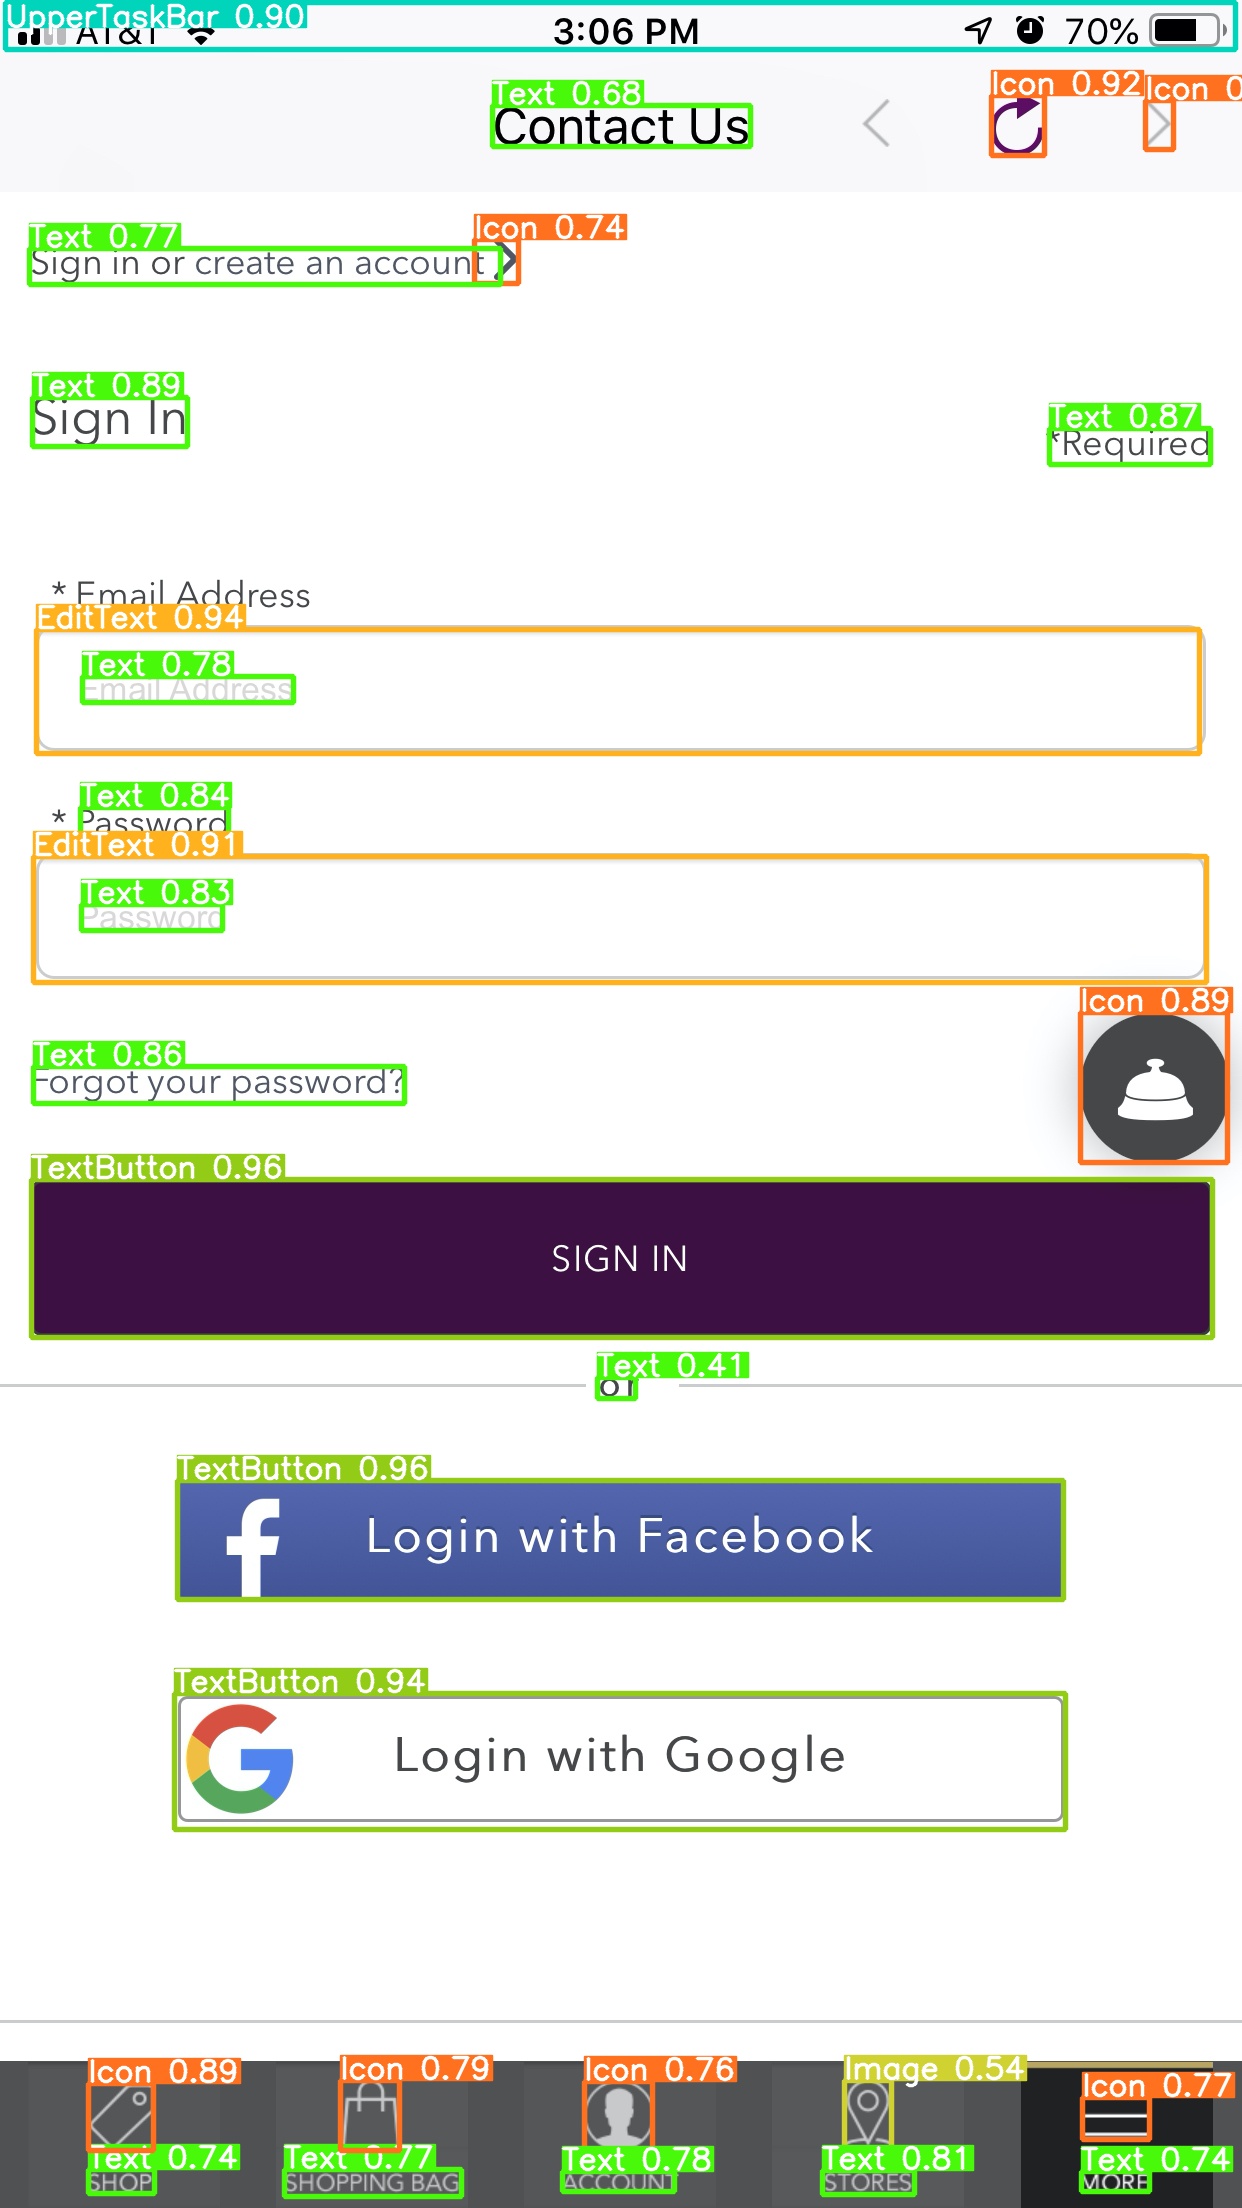 UpperTaskBar 0.90
AT&T 3:06 PM 70%
Text 0.68 Icon 0.92 Icon 0
Contact Us
Text 0.77 Icon 0.74
Sign in or create an account
Text 0.89
Sign In
Text 0.87
*Required
* Email Address
EditText 0.94
Text 0.78
Email Address
Text 0.84
* Password
EditText 0.91
Text 0.83
Password
Icon 0.89
Text 0.86
Forgot your password?
TextButton 0.96
SIGN IN
Text 0.41
or
TextButton 0.96
f Login with Facebook
TextButton 0.94
G Login with Google
Icon 0.89 Icon 0.79 Icon 0.76 Image 0.54 Icon 0.77
Text 0.74 Text 0.77 Text 0.78 Text 0.81 Text 0.74
SHOP SHOPPING BAG ACCOUNT STORES MORE